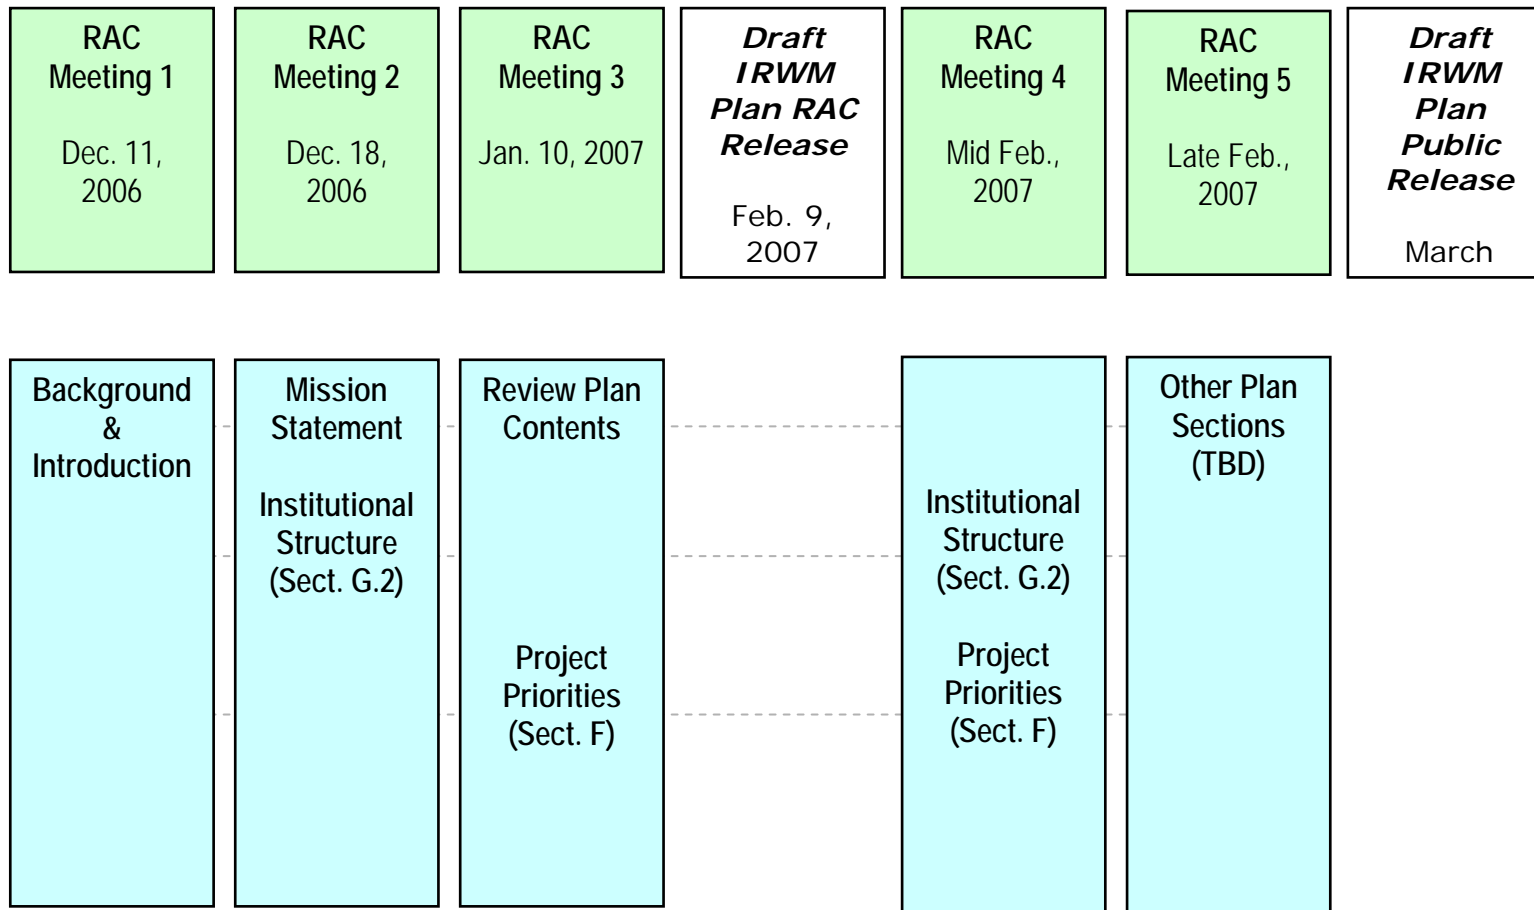 RAC
Meeting 1
Dec. 11,
2006
RAC
Meeting 2
Dec. 18,
2006
RAC
Meeting 3
Jan. 10, 2007
Draft
IRWM
Plan RAC
Release
Feb. 9,
2007
RAC
Meeting 4
Mid Feb.,
2007
RAC
Meeting 5
Late Feb.,
2007
Draft
IRWM
Plan
Public
Release
March
Background
&
Introduction
Mission
Statement
Institutional
Structure
(Sect. G.2)
Review Plan
Contents
Project
Priorities
(Sect. F)
Institutional
Structure
(Sect. G.2)
Project
Priorities
(Sect. F)
Other Plan
Sections
(TBD)